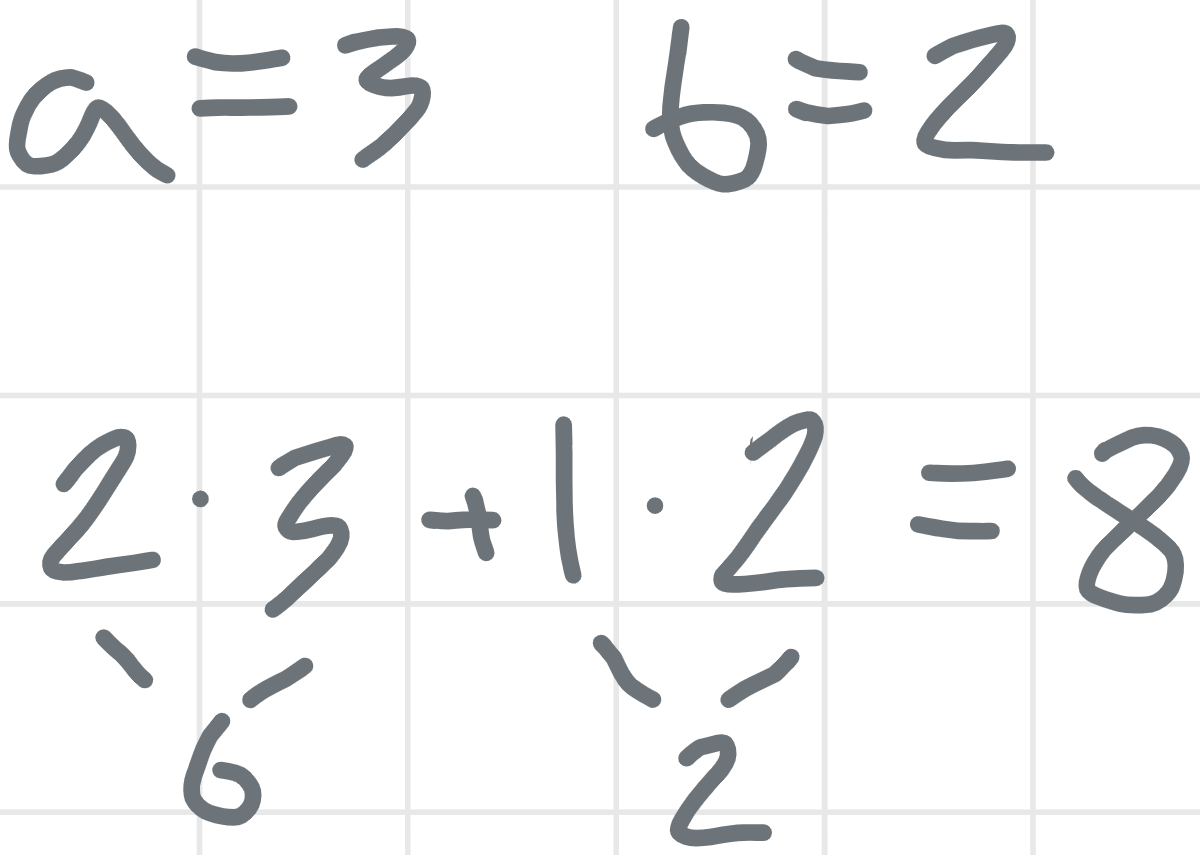 a = 3 b = 2
2 · 3 + 1 · 2 = 8
6 2